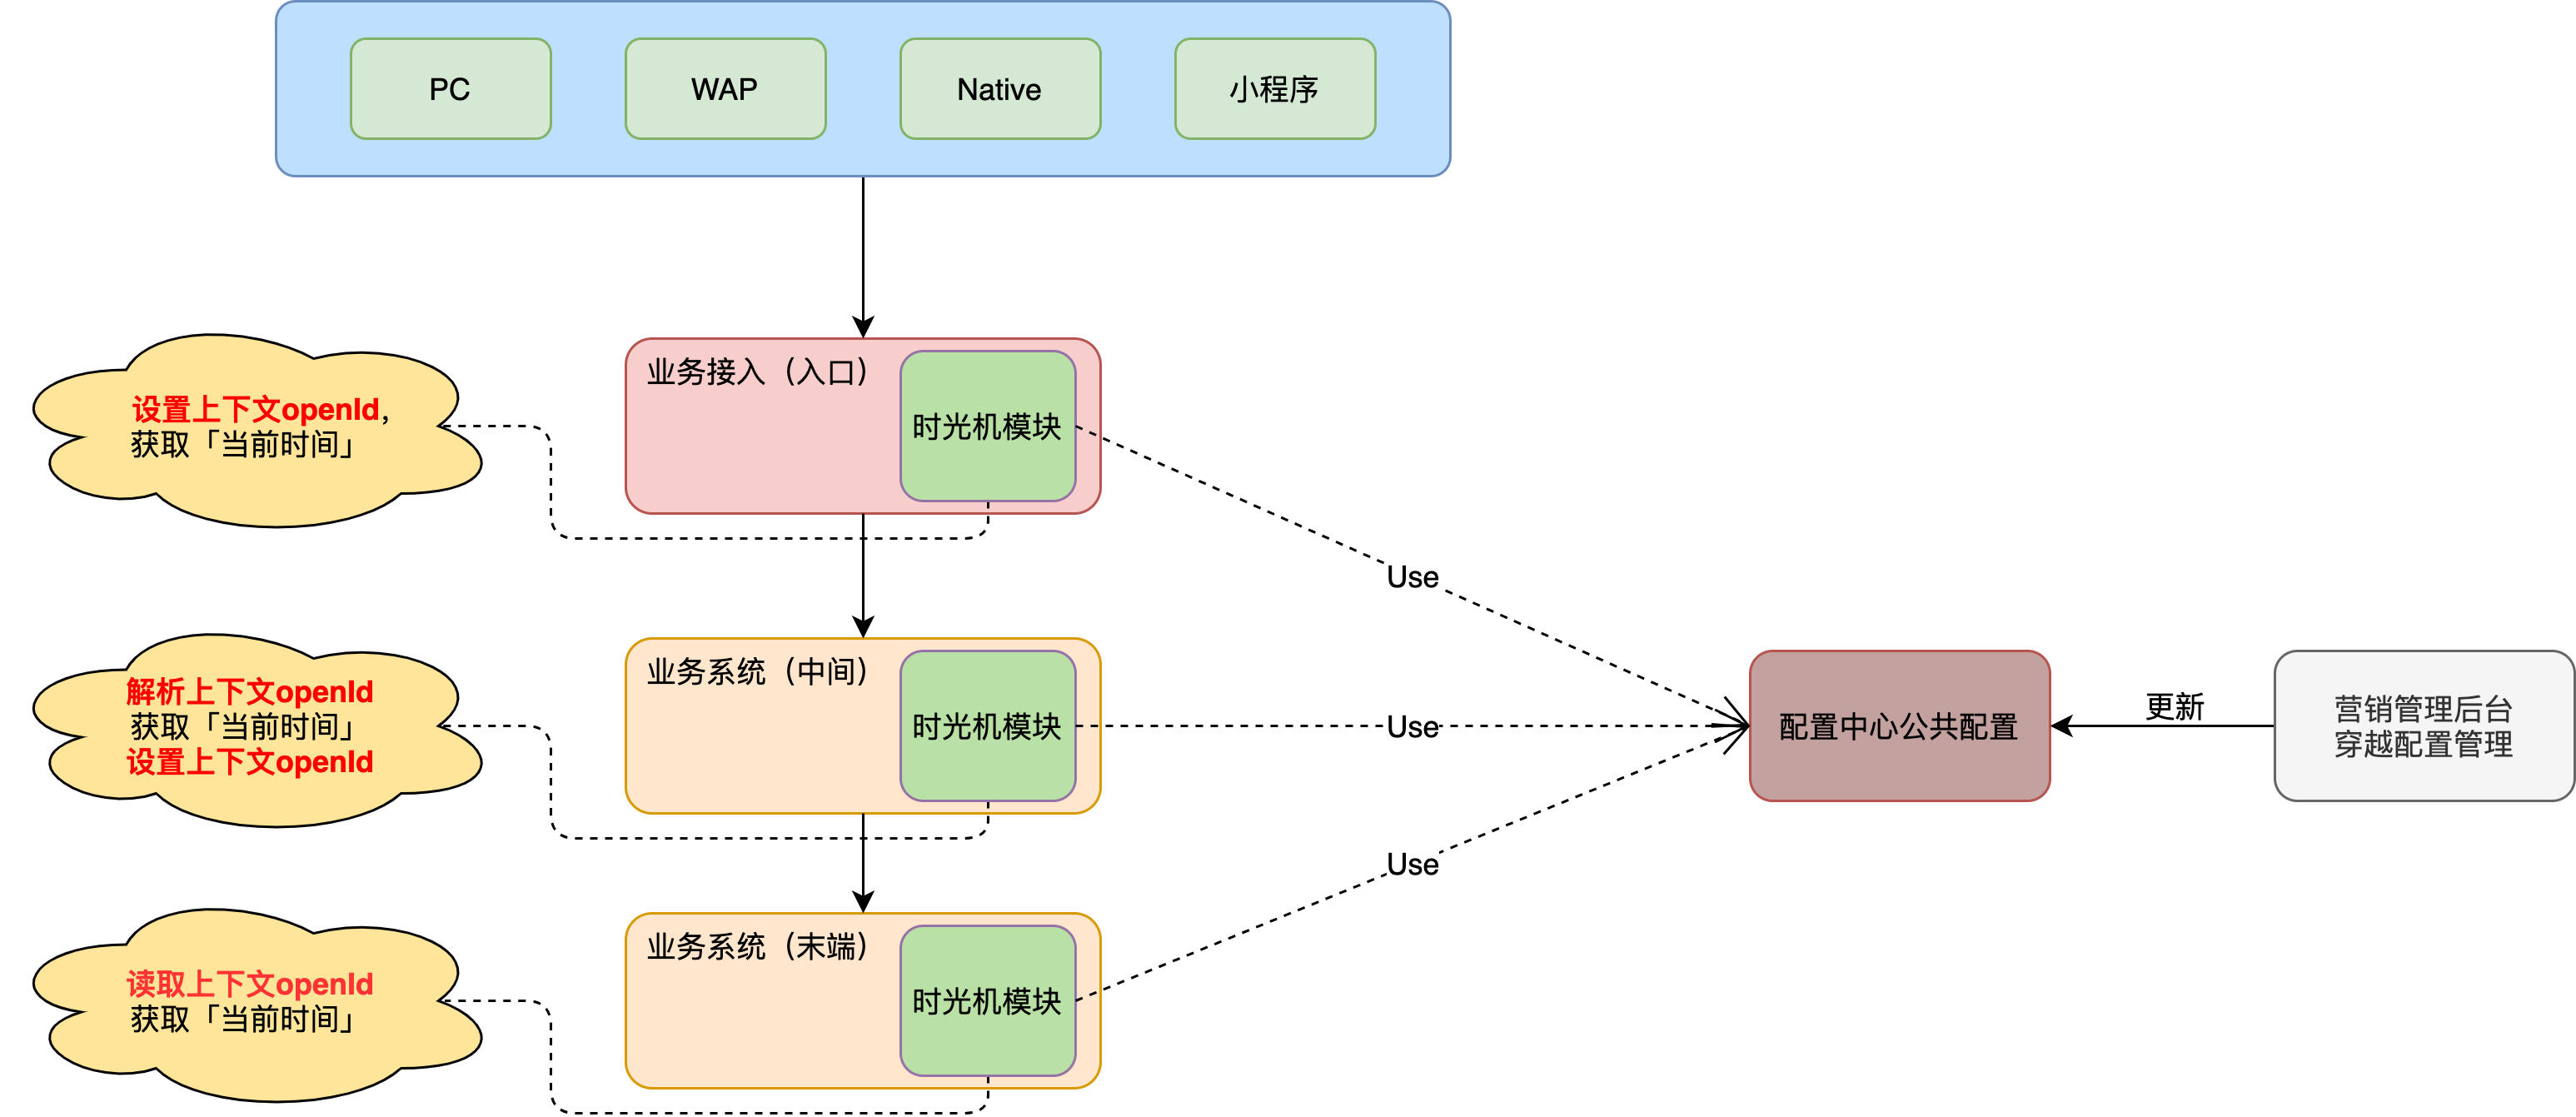 PC
WAP
Native
小程序
设置上下文openId，
获取「当前时间」
业务接入（入口）
时光机模块
Use
解析上下文openId
获取「当前时间」
设置上下文openId
业务系统（中间）
时光机模块
Use
配置中心公共配置
更新
营销管理后台
穿越配置管理
Use
读取上下文openId
获取「当前时间」
业务系统（末端）
时光机模块